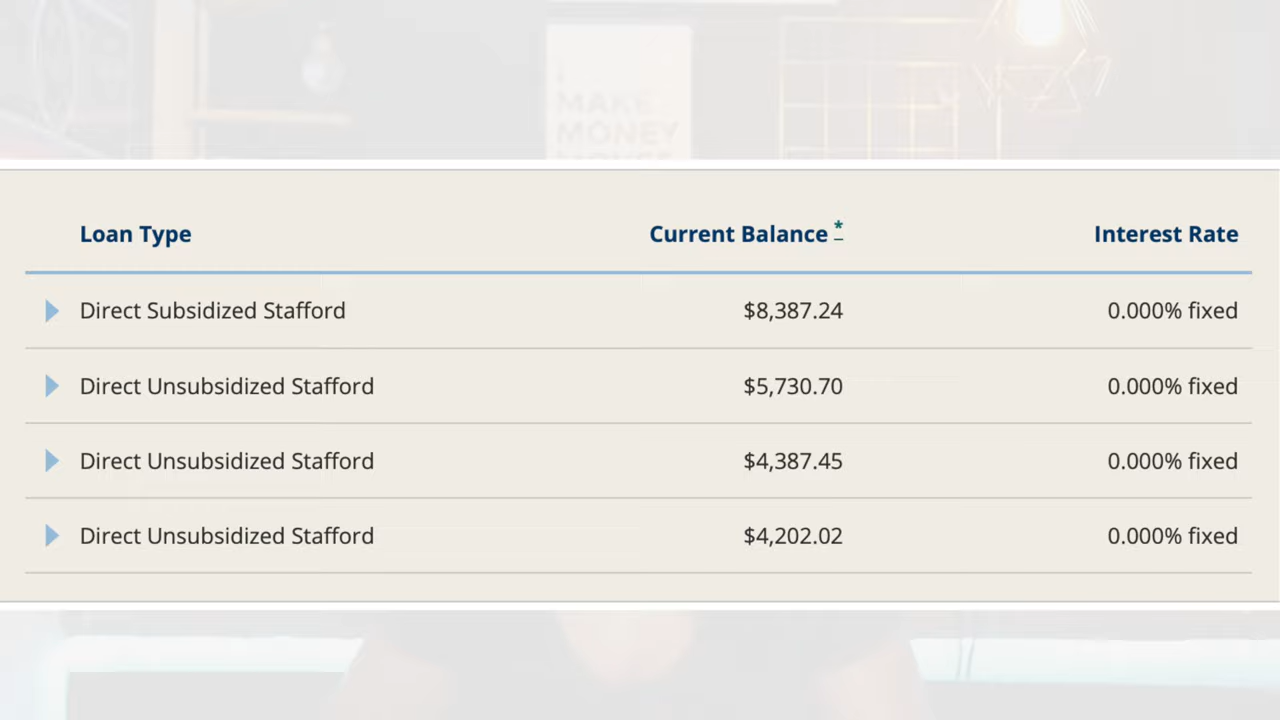 MAKE
MONEY
Loan Type Current Balance * Interest Rate
Direct Subsidized Stafford $8,387.24 0.000% fixed
Direct Unsubsidized Stafford $5,730.70 0.000% fixed
Direct Unsubsidized Stafford $4,387.45 0.000% fixed
Direct Unsubsidized Stafford $4,202.02 0.000% fixed